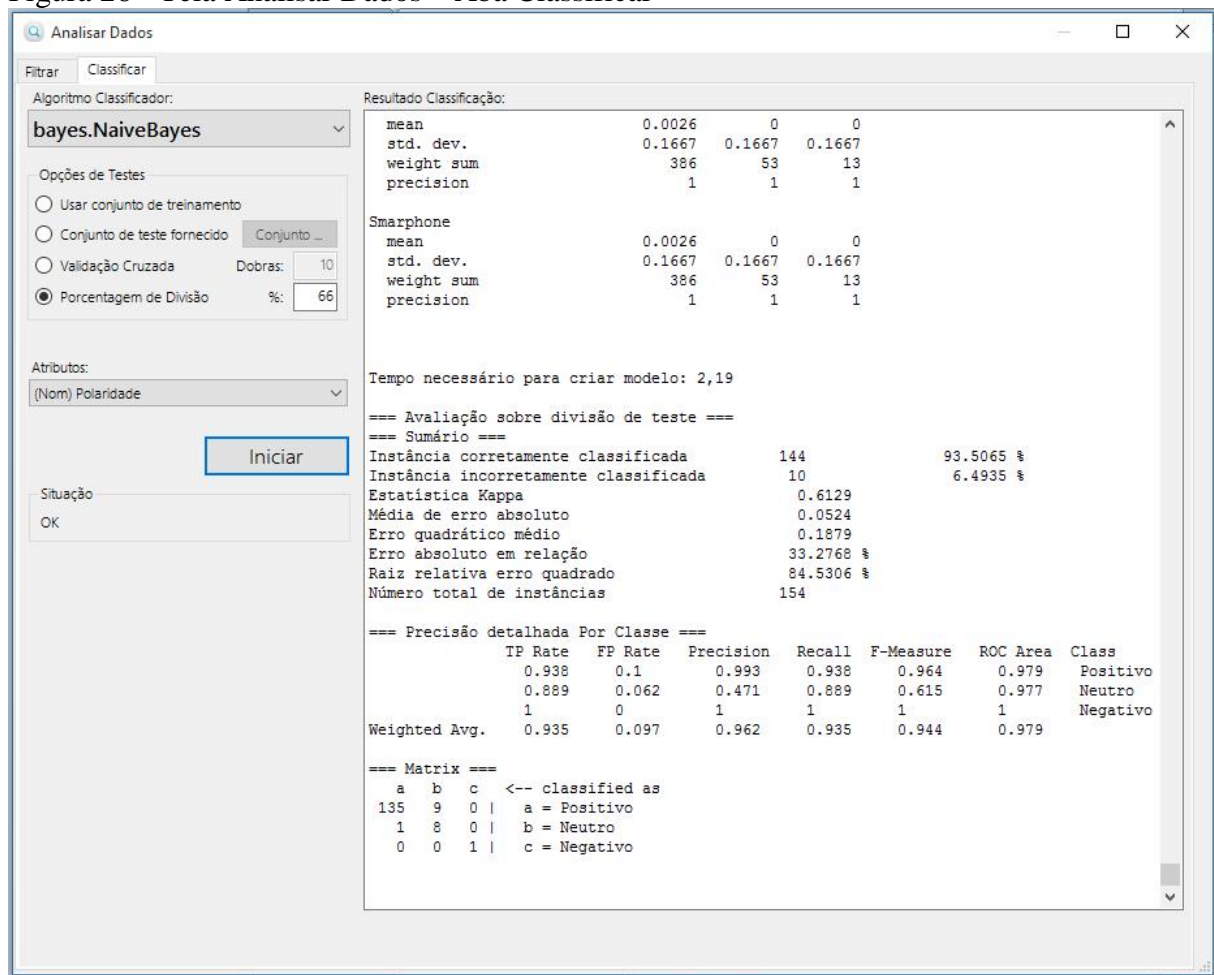 Figura 26 - Tela Analisar Dados – Aba Classificar
Analisar Dados
Filtrar Classificar
Algoritmo Classificador:
bayes.NaiveBayes
Opções de Testes
Usar conjunto de treinamento
Conjunto de teste fornecido Conjunto ...
Validação Cruzada Dobras: 10
Porcentagem de Divisão %: 66
Atributos:
(Nom) Polaridade
Iniciar
Situação
OK
Resultado Classificação:
mean 0.0026 0 0
std. dev. 0.1667 0.1667 0.1667
weight sum 386 53 13
precision 1 1 1
Smarphone
mean 0.0026 0 0
std. dev. 0.1667 0.1667 0.1667
weight sum 386 53 13
precision 1 1 1
Tempo necessário para criar modelo: 2,19
=== Avaliação sobre divisão de teste ===
=== Sumário ===
Instância corretamente classificada 144 93.5065 %
Instância incorretamente classificada 10 6.4935 %
Estatística Kappa 0.6129
Média de erro absoluto 0.0524
Erro quadrático médio 0.1879
Erro absoluto em relação 33.2768 %
Raiz relativa erro quadrado 84.5306 %
Número total de instâncias 154
=== Precisão detalhada Por Classe ===
TP Rate FP Rate Precision Recall F-Measure ROC Area Class
0.938 0.1 0.993 0.938 0.964 0.979 Positivo
0.889 0.062 0.471 0.889 0.615 0.977 Neutro
1 0 1 1 1 1 Negativo
Weighted Avg. 0.935 0.097 0.962 0.935 0.944 0.979
=== Matrix ===
a b c <-- classified as
135 9 0 | a = Positivo
1 8 0 | b = Neutro
0 0 1 | c = Negativo